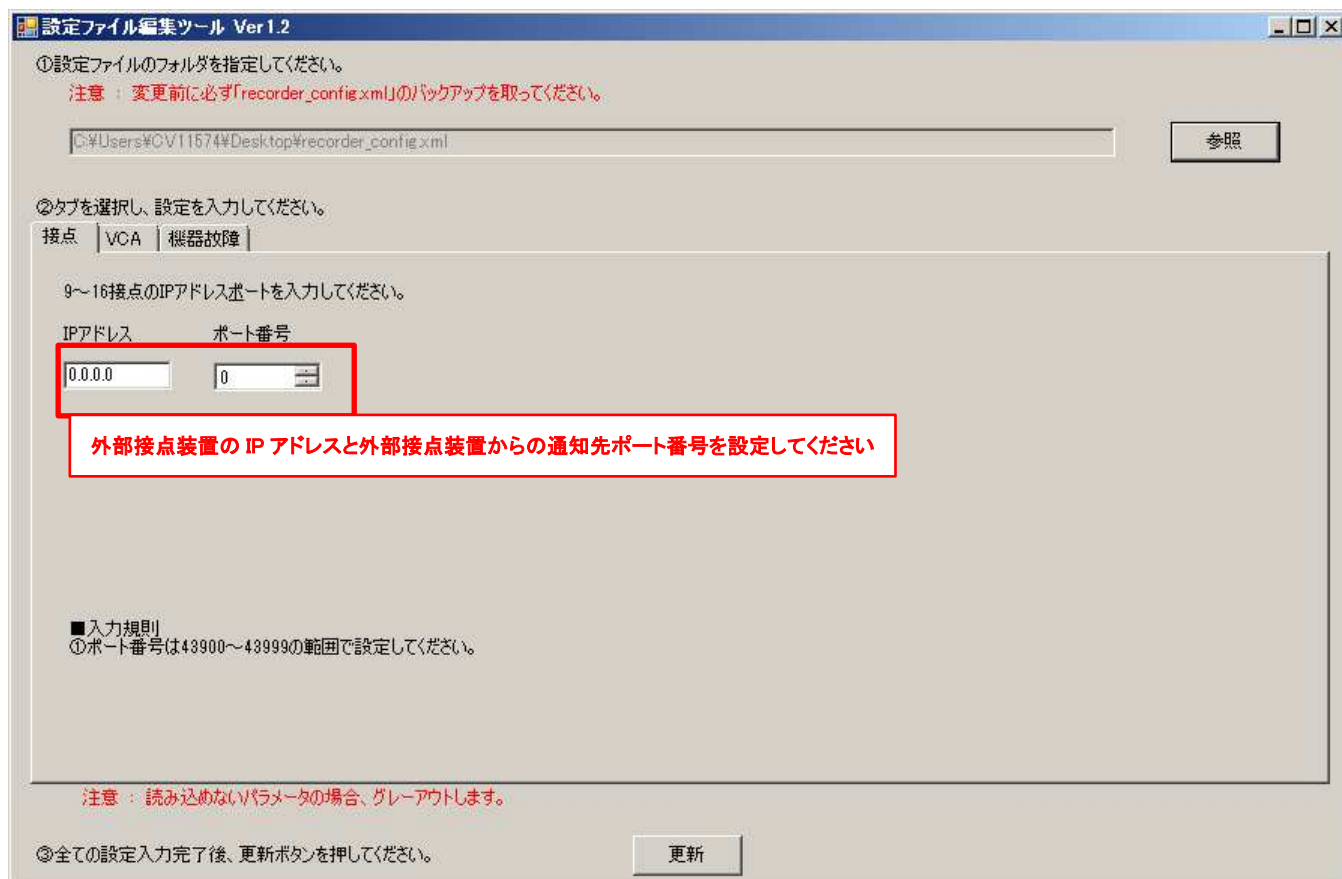 設定ファイル編集ツール Ver1.2
①設定ファイルのフォルダを指定してください。
注意 : 変更前に必ず「recorder_config.xml」のバックアップを取ってください。
C:¥Users¥CV11574¥Desktop¥recorder_config.xml
参照
②タブを選択し、設定を入力してください。
接点 VCA 機器故障
9～16接点のIPアドレスポートを入力してください。
IPアドレス ポート番号
0.0.0.0 0
外部接点装置の IP アドレスと外部接点装置からの通知先ポート番号を設定してください
■入力規則
①ポート番号は43900～43999の範囲で設定してください。
注意 : 読み込めないパラメータの場合、グレーアウトします。
③全ての設定入力完了後、更新ボタンを押してください。
更新